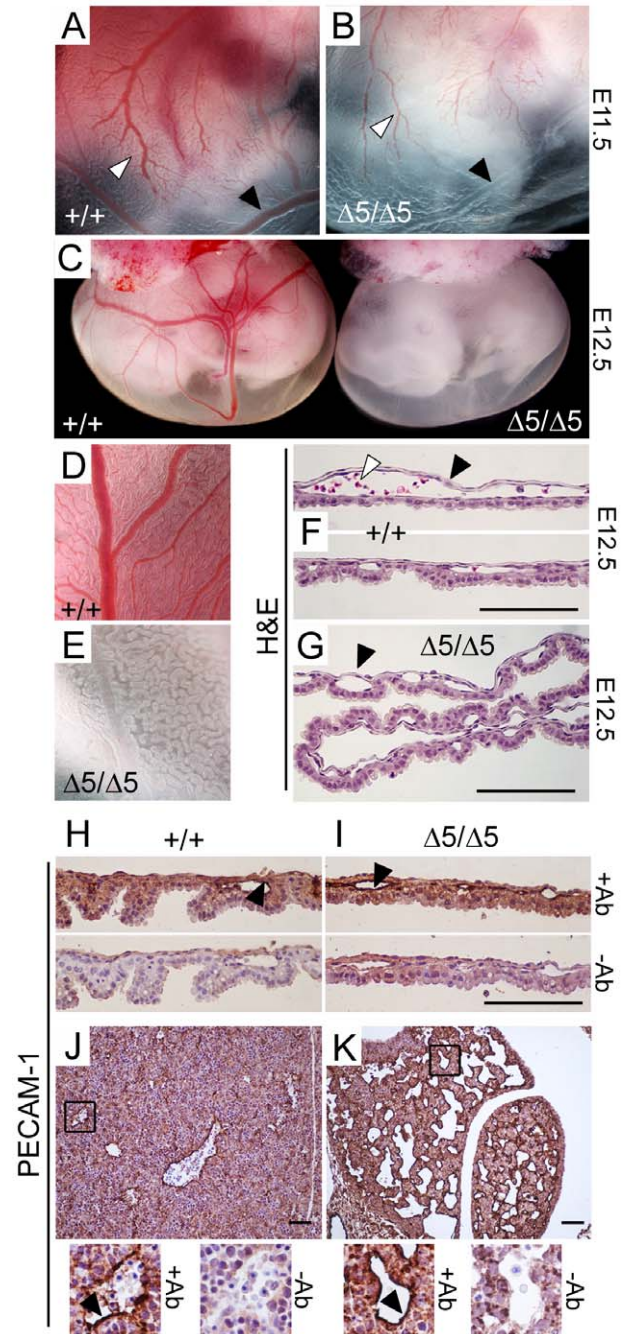 A
B
E11.5
+/+
Δ5/Δ5
C
E12.5
+/+
Δ5/Δ5
D
+/+
E
Δ5/Δ5
H&E
F
+/+
E12.5
G
Δ5/Δ5
E12.5
H
+/+
I
Δ5/Δ5
+Ab
-Ab
PECAM-1
J
K
+Ab
-Ab
+Ab
-Ab